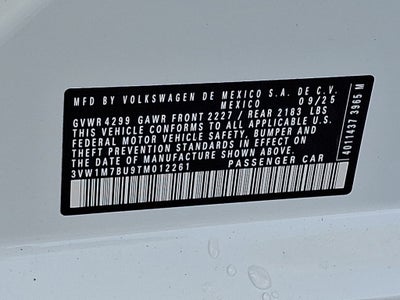 MFD BY VOLKSWAGEN DE MEXICO S.A. DE C.V.
MEXICO 09/25
GVWR 4299 GAWR FRONT 2227 / REAR 2183 LBS
THIS VEHICLE CONFORMS TO ALL APPLICABLE U.S.
FEDERAL MOTOR VEHICLE SAFETY, BUMPER AND
THEFT PREVENTION STANDARDS IN EFFECT ON
THE DATE OF MANUFACTURE SHOWN ABOVE.
3VW1M7BU9TM012261 PASSENGER CAR
4011437 3965 M